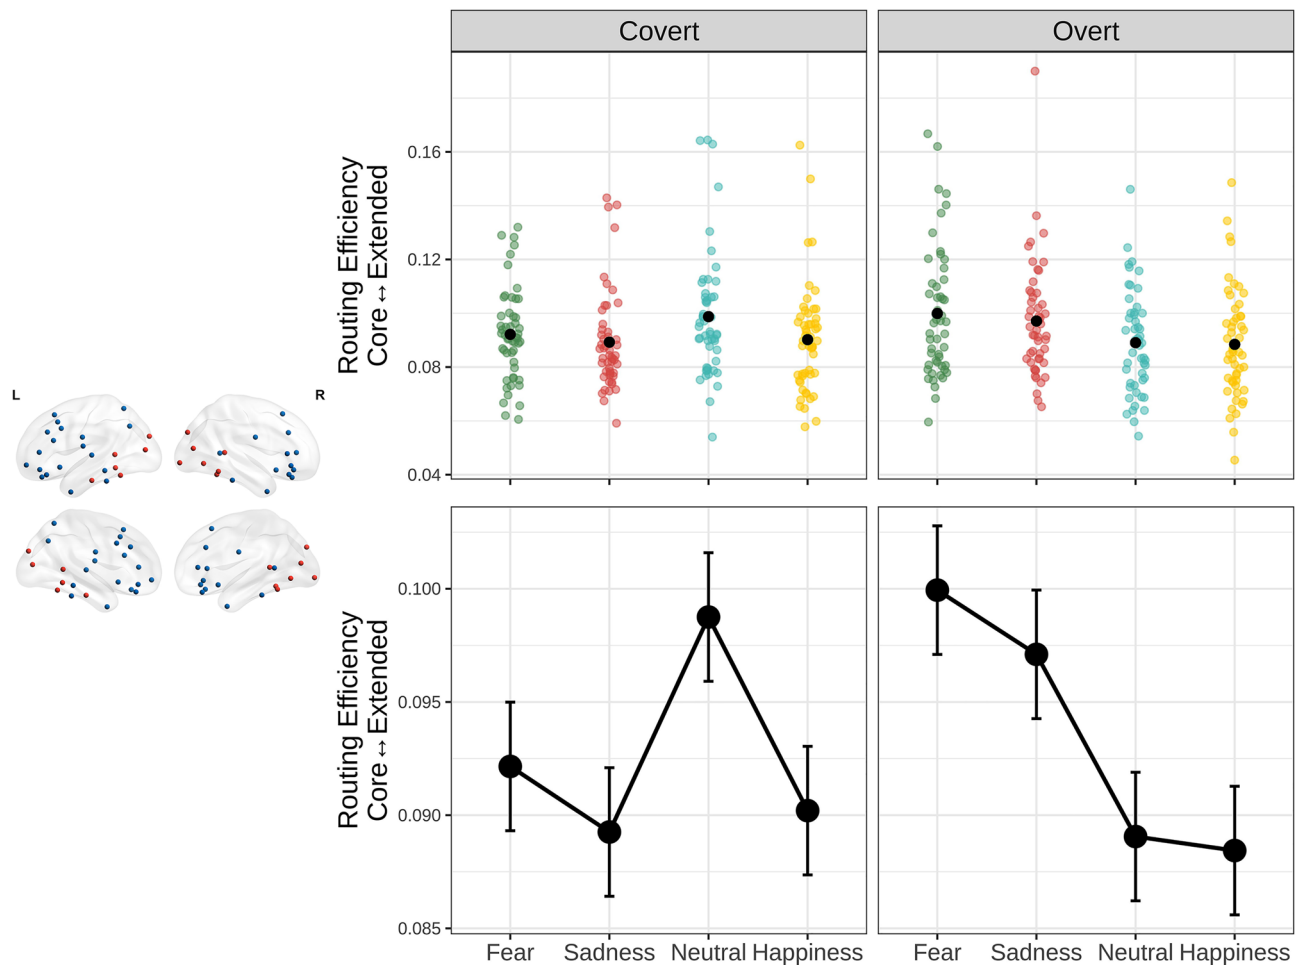 Covert
Overt
Routing Efficiency
Core ↔ Extended
0.16
0.12
0.08
0.04
L
R
Routing Efficiency
Core ↔ Extended
0.100
0.095
0.090
0.085
Fear Sadness Neutral Happiness
Fear Sadness Neutral Happiness